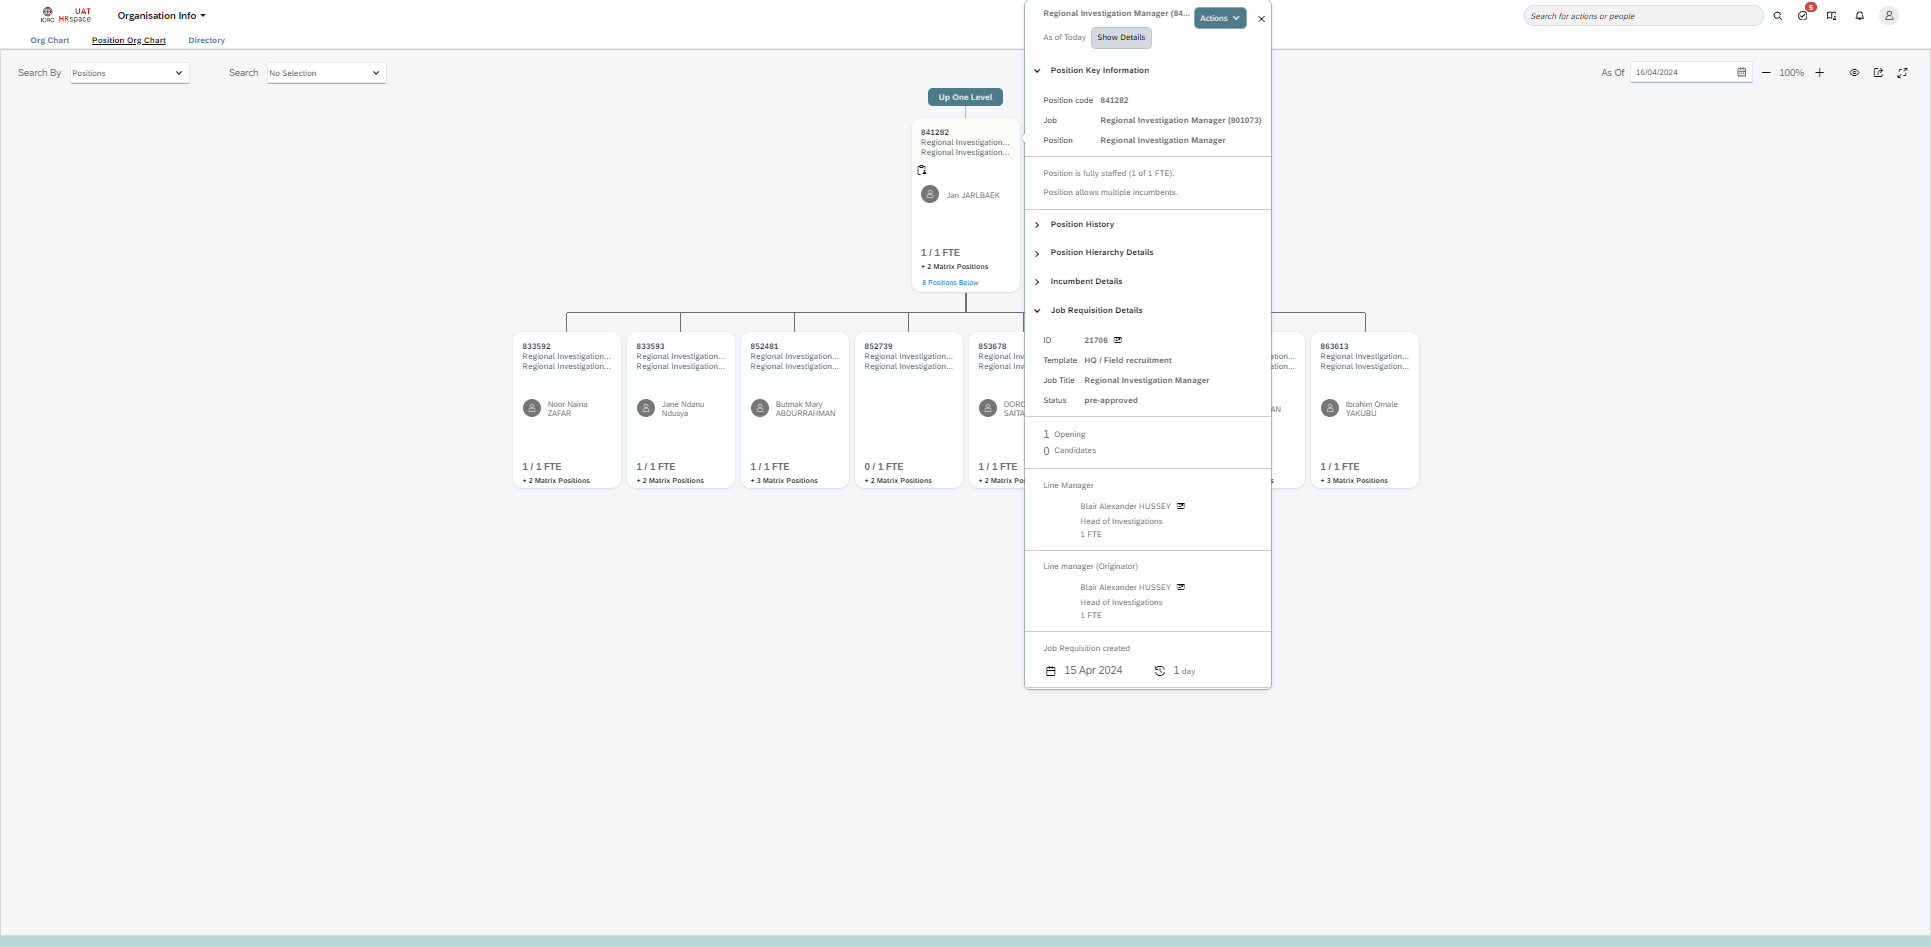 ICRC
UAT
HRspace
Organisation Info
Search for actions or people
5
Org Chart
Position Org Chart
Directory
Search By
Positions
Search
No Selection
As Of
16/04/2024
100%
Up One Level
841282
Regional Investigation...
Regional Investigation...
Jan JARLBAEK
1 / 1 FTE
+ 2 Matrix Positions
8 Positions Below
833592
Regional Investigation...
Regional Investigation...
Noor Naina
ZAFAR
1 / 1 FTE
+ 2 Matrix Positions
833593
Regional Investigation...
Regional Investigation...
Jane Ndanu
Ndusya
1 / 1 FTE
+ 2 Matrix Positions
852481
Regional Investigation...
Regional Investigation...
Butmak Mary
ABDURRAHMAN
1 / 1 FTE
+ 3 Matrix Positions
852739
Regional Investigation...
Regional Investigation...
0 / 1 FTE
+ 2 Matrix Positions
853678
Regional Inv
Regional Inv
DORC
SAITA
1 / 1 FTE
+ 2 Matrix Pos
Regional Investigation Manager (84...
Actions
As of Today
Show Details
Position Key Information
Position code 841282
Job Regional Investigation Manager (801073)
Position Regional Investigation Manager
Position is fully staffed (1 of 1 FTE).
Position allows multiple incumbents.
Position History
Position Hierarchy Details
Incumbent Details
Job Requisition Details
ID 21706
Template HQ / Field recruitment
Job Title Regional Investigation Manager
Status pre-approved
1 Opening
0 Candidates
Line Manager
Blair Alexander HUSSEY
Head of Investigations
1 FTE
Line manager (Originator)
Blair Alexander HUSSEY
Head of Investigations
1 FTE
Job Requisition created
15 Apr 2024
1 day
ation...
ation...
AN
s
863613
Regional Investigation...
Regional Investigation...
Ibrahim Omale
YAKUBU
1 / 1 FTE
+ 3 Matrix Positions